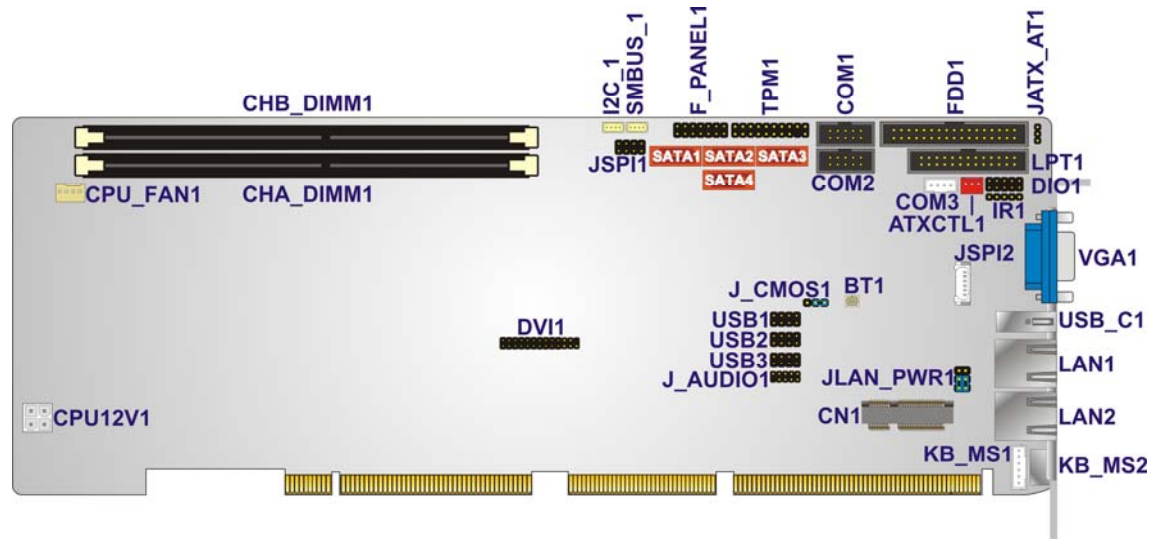 I2C_1
SMBUS_1
F_PANEL1
TPM1
COM1
FDD1
JATX_AT1
CHB_DIMM1
JSPI1
SATA1 SATA2 SATA3
SATA4
COM2
LPT1
CPU_FAN1
CHA_DIMM1
COM3
DIO1
ATXCTL1
IR1
JSPI2
VGA1
J_CMOS1
BT1
DVI1
USB1
USB_C1
USB2
USB3
LAN1
J_AUDIO1
JLAN_PWR1
CPU12V1
CN1
LAN2
KB_MS1
KB_MS2